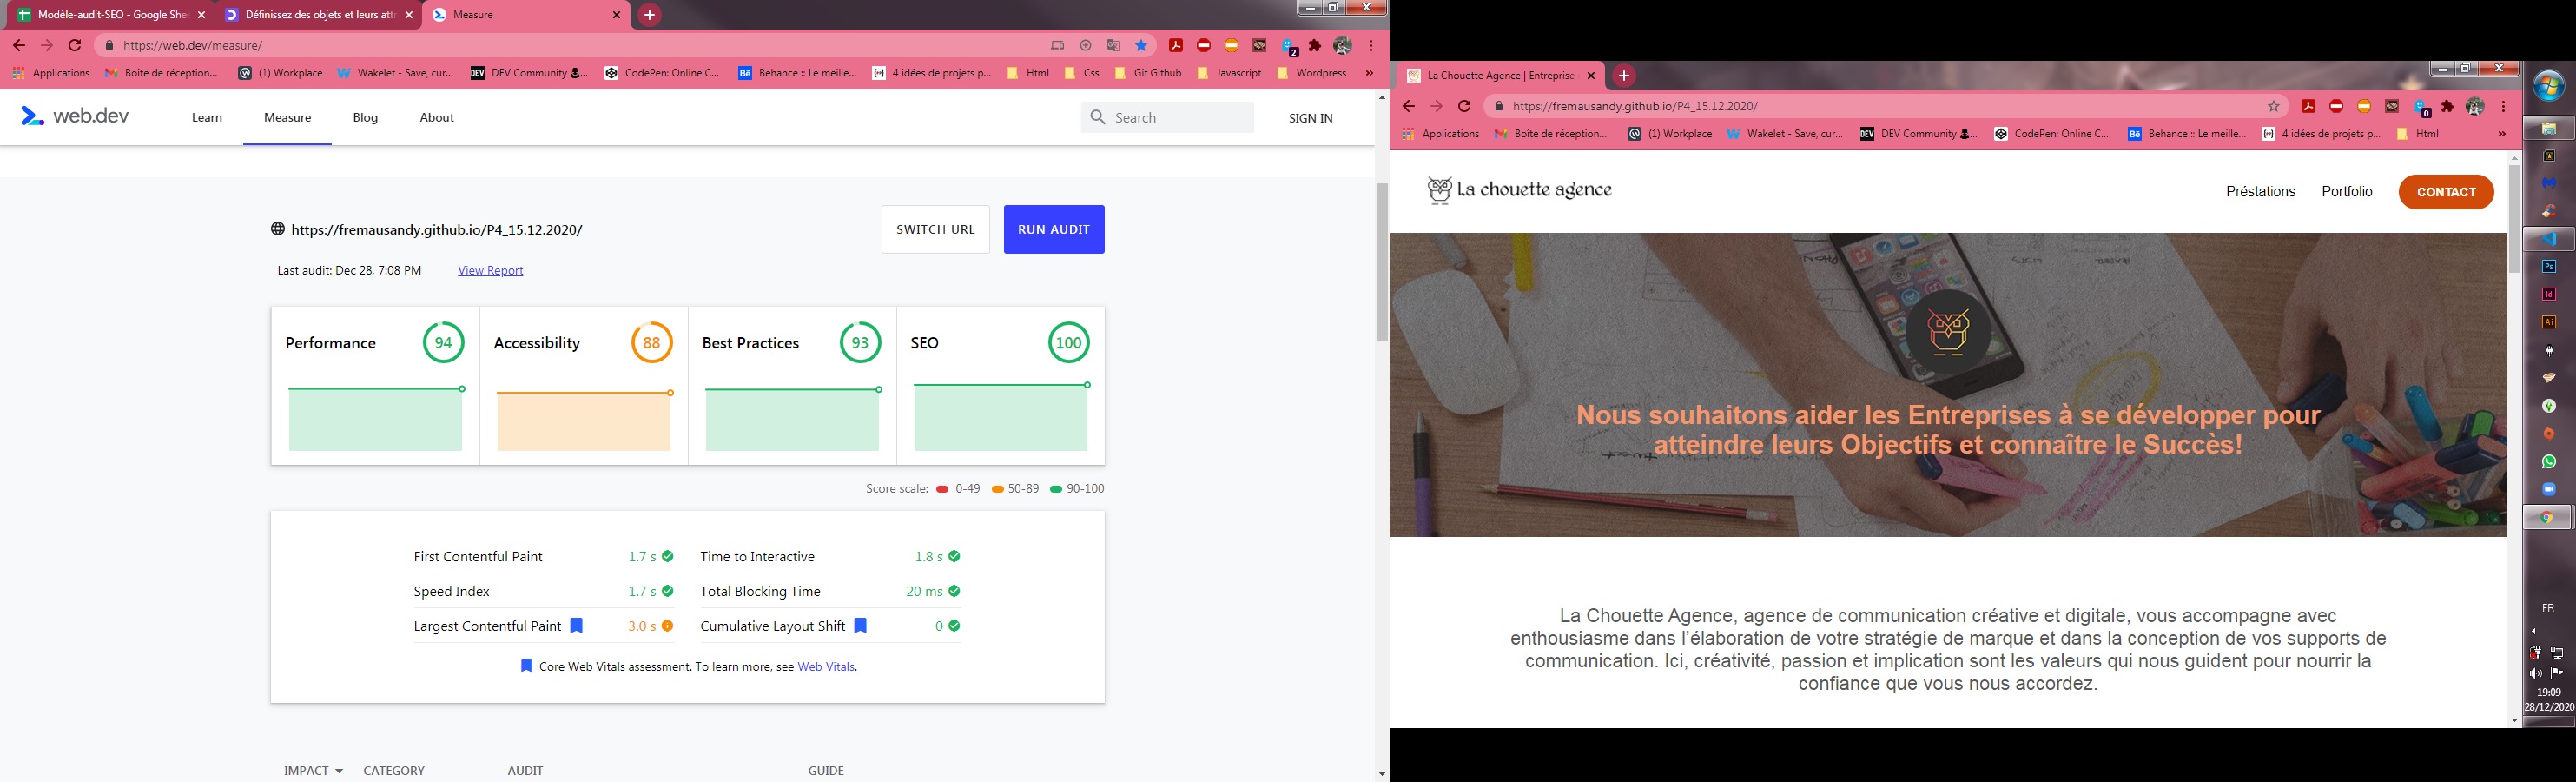 Modèle-audit-SEO - Google Shee
Définissez des objets et leurs attr
Measure
https://web.dev/measure/
2
Applications
Boîte de réception...
(1) Workplace
Wakelet - Save, cur...
DEV Community
CodePen: Online C...
Behance :: Le meille...
4 idées de projets p...
Html
Css
Git Github
Javascript
Wordpress
»
web.dev
Learn
Measure
Blog
About
Search
SIGN IN
https://fremausandy.github.io/P4_15.12.2020/
SWITCH URL
RUN AUDIT
Last audit: Dec 28, 7:08 PM
View Report
Performance
94
Accessibility
88
Best Practices
93
SEO
100
Score scale:
0-49
50-89
90-100
First Contentful Paint
1.7 s
Time to Interactive
1.8 s
Speed Index
1.7 s
Total Blocking Time
20 ms
Largest Contentful Paint
3.0 s
Cumulative Layout Shift
0
Core Web Vitals assessment. To learn more, see Web Vitals.
IMPACT
CATEGORY
AUDIT
GUIDE
La Chouette Agence | Entreprise
https://fremausandy.github.io/P4_15.12.2020/
0
Applications
Boîte de réception...
(1) Workplace
Wakelet - Save, cur...
DEV Community
CodePen: Online C...
Behance :: Le meille...
4 idées de projets p...
Html
»
La chouette agence
Préstations
Portfolio
CONTACT
Nous souhaitons aider les Entreprises à se développer pour
atteindre leurs Objectifs et connaître le Succès!
La Chouette Agence, agence de communication créative et digitale, vous accompagne avec
enthousiasme dans l’élaboration de votre stratégie de marque et dans la conception de vos supports de
communication. Ici, créativité, passion et implication sont les valeurs qui nous guident pour nourrir la
confiance que vous nous accordez.
Ps
Id
Ai
FR
19:09
28/12/2020